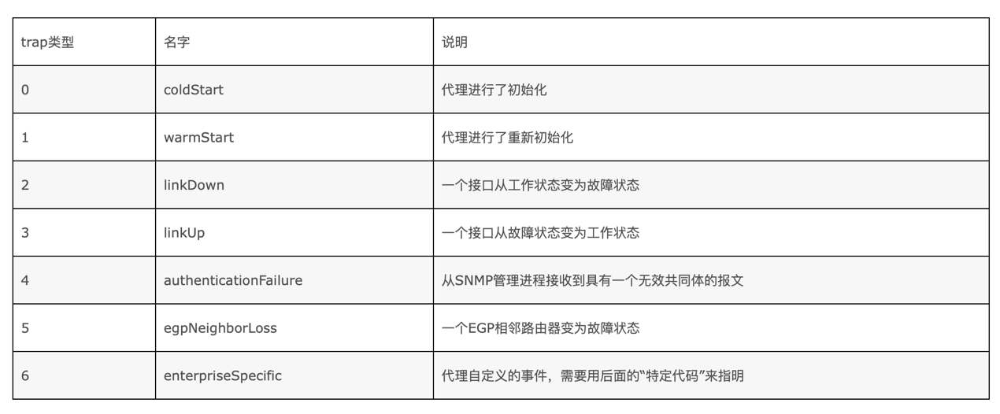 trap类型 名字 说明
0 coldStart 代理进行了初始化
1 warmStart 代理进行了重新初始化
2 linkDown 一个接口从工作状态变为故障状态
3 linkUp 一个接口从故障状态变为工作状态
4 authenticationFailure 从SNMP管理进程接收到具有一个无效共同体的报文
5 egpNeighborLoss 一个EGP相邻路由器变为故障状态
6 enterpriseSpecific 代理自定义的事件，需要用后面的“特定代码”来指明